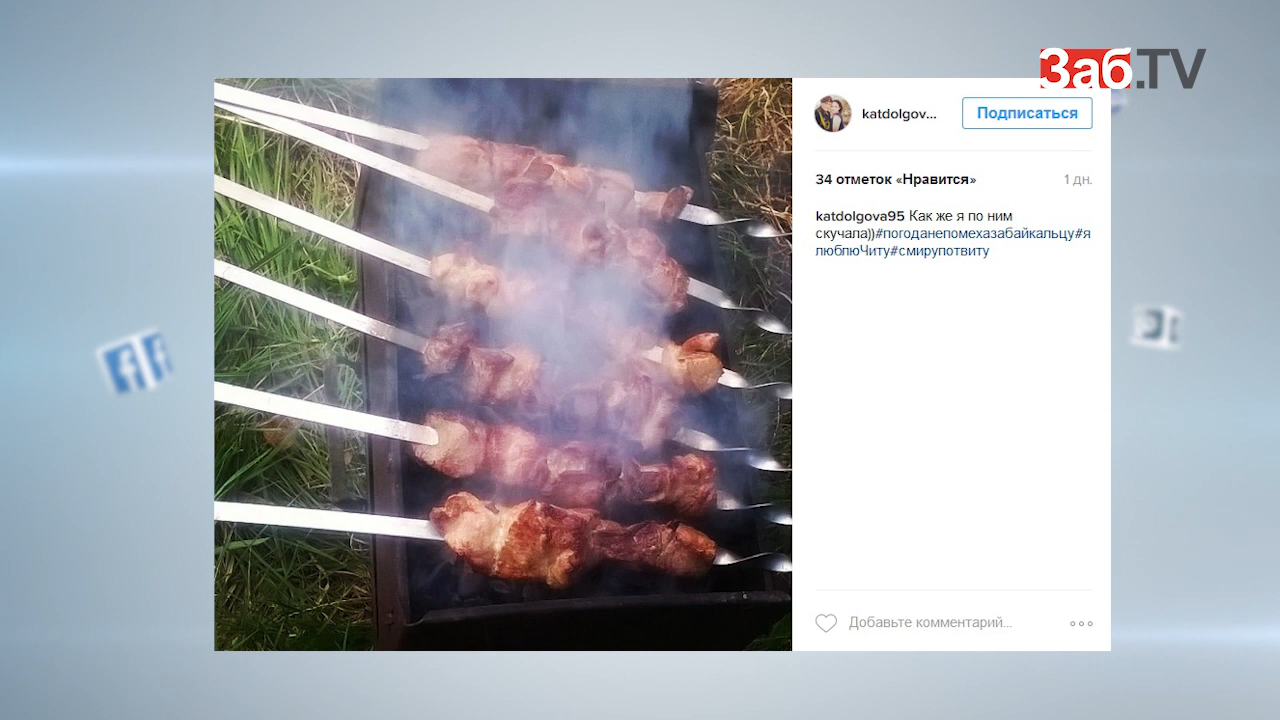 Заб.TV
katdolgov...
Подписаться
34 отметок «Нравится»
1 дн.
katdolgova95 Как же я по ним
скучала))#погоданепомехазабайкальцу#я
люблюЧиту#смирупотвиту
Добавьте комментарий...